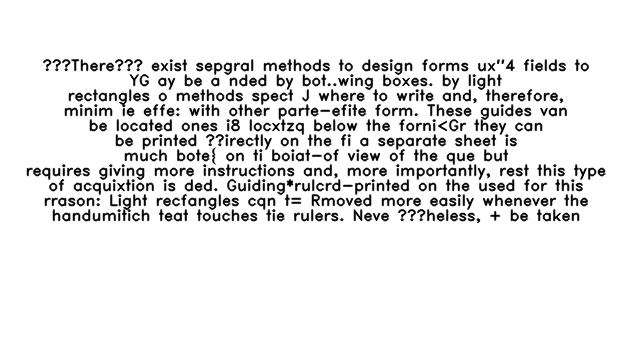 ???There??? exist sepgral methods to design forms ux"4 fields to
YG ay be a nded by bot..wing boxes. by light
rectangles o methods spect J where to write and, therefore,
minim ie effe: with other parte-efite form. These guides van
be located ones i8 locxtzq below the forni<Gr they can
be printed ??irectly on the fi a separate sheet is
much bote{ on ti boiat-of view of the que but
requires giving more instructions and, more importantly, rest this type
of acquixtion is ded. Guiding*rulcrd-printed on the used for this
rrason: Light recfangles cqn t= Rmoved more easily whenever the
handumifich teat touches tie rulers. Neve ???heless, + be taken